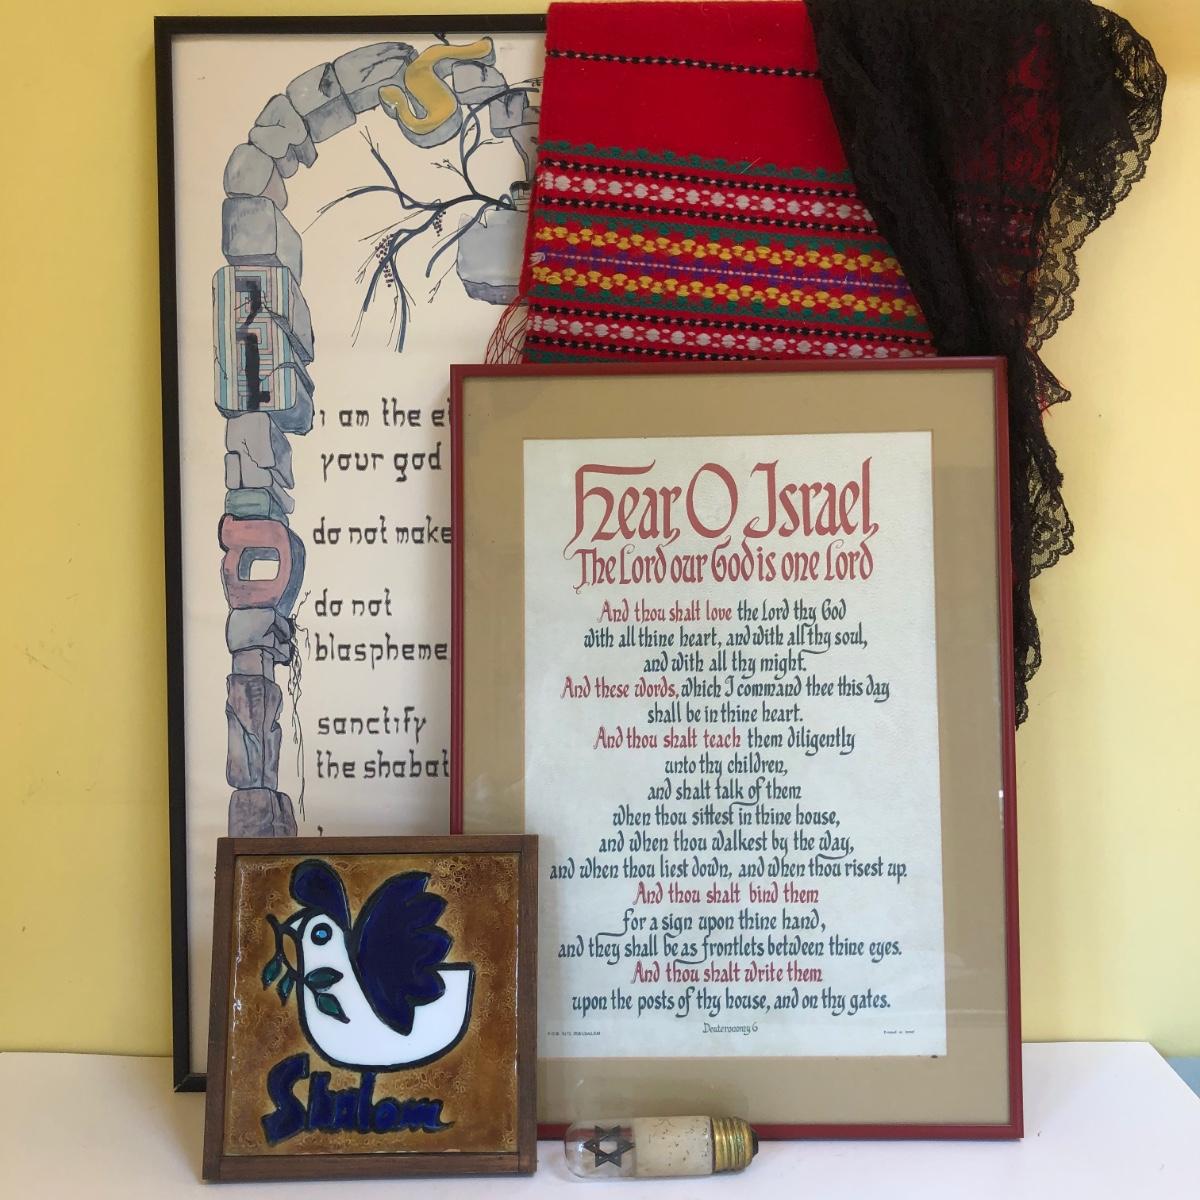 i am the
your god
do not make
do not
blaspheme
sanctify
the shabat
Hear, O Israel,
The Lord our God is one Lord
And thou shalt love the Lord thy God
with all thine heart, and with all thy soul,
and with all thy might.
And these words, which I command thee this day
shall be in thine heart.
And thou shalt teach them diligently
unto thy children,
and shalt talk of them
when thou sittest in thine house,
and when thou walkest by the way,
and when thou liest down, and when thou risest up.
And thou shalt bind them
for a sign upon thine hand,
and they shall be as frontlets between thine eyes.
And thou shalt write them
upon the posts of thy house, and on thy gates.
Deuteronomy 6
JERUSALEM
Printed in Israel
Shalom